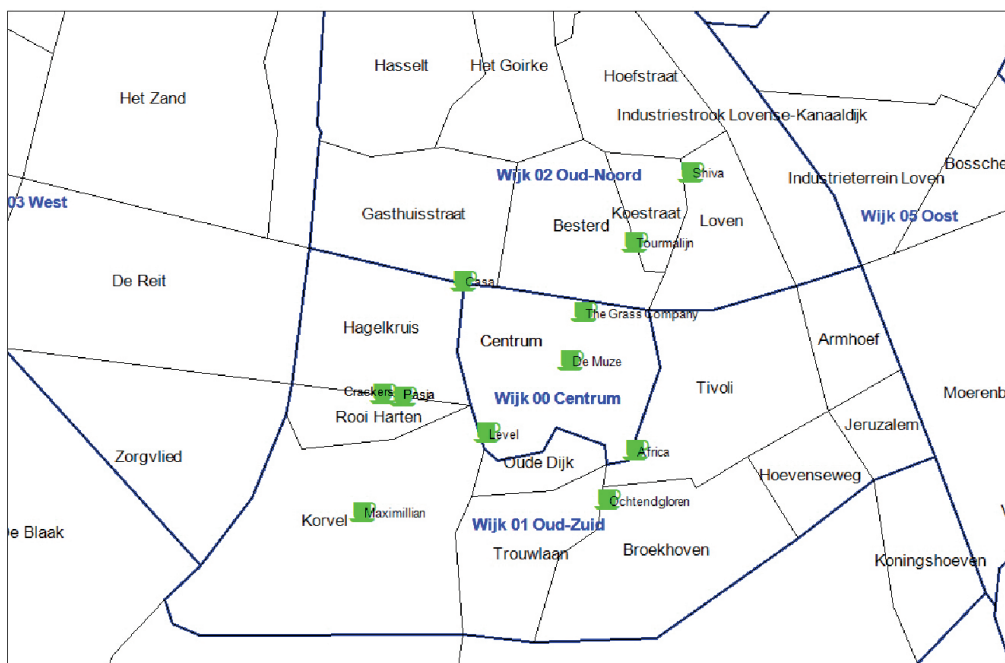 Hasselt
Het Goirke
Hoefstraat
Het Zand
Industriestrook Lovense-Kanaaldijk
Bossche
Wijk 02 Oud-Noord
Shiva
Industrieterrein Loven
03 West
Gasthuisstraat
Besterd
Koestraat
Loven
Wijk 05 Oost
Tourmalijn
De Reit
Casa
Hagelkruis
The Grass Company
Centrum
Armhoef
De Muze
Tivoli
Crackers
Pasja
Wijk 00 Centrum
Moerenb
Rooi Harten
Jeruzalem
Level
Zorgvlied
Oude Dijk
Africa
Hoevenseweg
Ochtendgloren
Korvel
Maximillian
Wijk 01 Oud-Zuid
De Blaak
Trouwlaan
Broekhoven
Koningshoeven